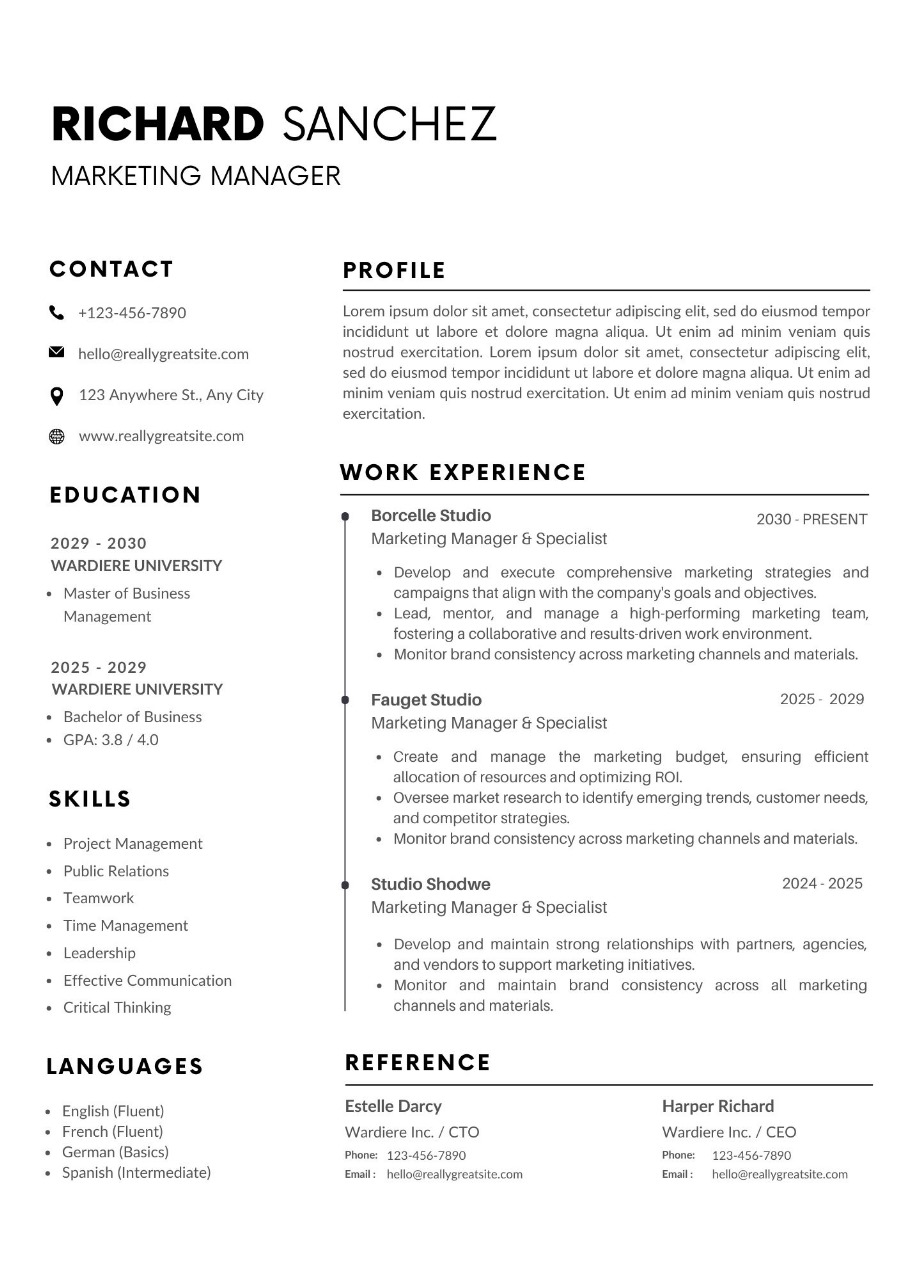 RICHARD SANCHEZ
MARKETING MANAGER
CONTACT
+123-456-7890
hello@reallygreatsite.com
123 Anywhere St., Any City
www.reallygreatsite.com
EDUCATION
2029 - 2030
WARDIERE UNIVERSITY
• Master of Business
Management
2025 - 2029
WARDIERE UNIVERSITY
• Bachelor of Business
• GPA: 3.8 / 4.0
SKILLS
• Project Management
• Public Relations
• Teamwork
• Time Management
• Leadership
• Effective Communication
• Critical Thinking
LANGUAGES
• English (Fluent)
• French (Fluent)
• German (Basics)
• Spanish (Intermediate)
PROFILE
Lorem ipsum dolor sit amet, consectetur adipiscing elit, sed do eiusmod tempor
incididunt ut labore et dolore magna aliqua. Ut enim ad minim veniam quis
nostrud exercitation. Lorem ipsum dolor sit amet, consectetur adipiscing elit,
sed do eiusmod tempor incididunt ut labore et dolore magna aliqua. Ut enim ad
minim veniam quis nostrud exercitation. Ut enim ad minim veniam quis nostrud
exercitation.
WORK EXPERIENCE
Borcelle Studio 2030 - PRESENT
Marketing Manager & Specialist
• Develop and execute comprehensive marketing strategies and
campaigns that align with the company's goals and objectives.
• Lead, mentor, and manage a high-performing marketing team,
fostering a collaborative and results-driven work environment.
• Monitor brand consistency across marketing channels and materials.
Fauget Studio 2025 - 2029
Marketing Manager & Specialist
• Create and manage the marketing budget, ensuring efficient
allocation of resources and optimizing ROI.
• Oversee market research to identify emerging trends, customer needs,
and competitor strategies.
• Monitor brand consistency across marketing channels and materials.
Studio Shodwe 2024 - 2025
Marketing Manager & Specialist
• Develop and maintain strong relationships with partners, agencies,
and vendors to support marketing initiatives.
• Monitor and maintain brand consistency across all marketing
channels and materials.
REFERENCE
Estelle Darcy
Wardiere Inc. / CTO
Phone: 123-456-7890
Email : hello@reallygreatsite.com
Harper Richard
Wardiere Inc. / CEO
Phone: 123-456-7890
Email : hello@reallygreatsite.com